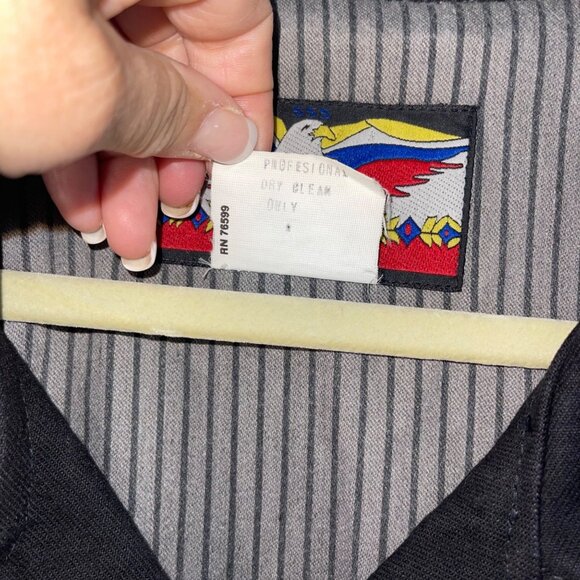 PROFESIONAL
DRY CLEAN
ONLY
RN 76599